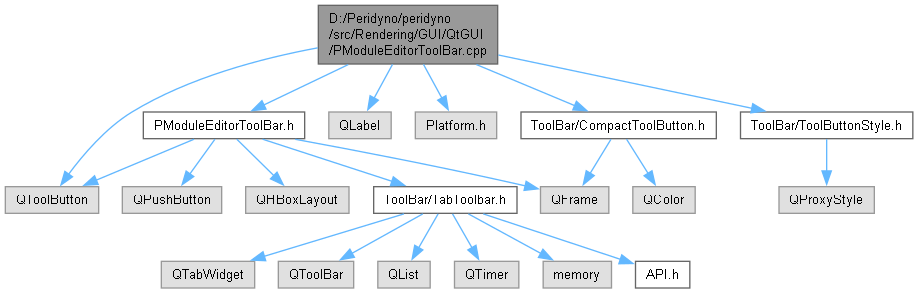 D:/Peridyno/peridyno
/src/Rendering/GUI/QtGUI
/PModuleEditorToolBar.cpp
PModuleEditorToolBar.h
QLabel
Platform.h
ToolBar/CompactToolButton.h
ToolBar/ToolButtonStyle.h
QToolButton
QPushButton
QHBoxLayout
ToolBar/TabToolbar.h
QFrame
QColor
QProxyStyle
QTabWidget
QToolBar
QList
QTimer
memory
API.h